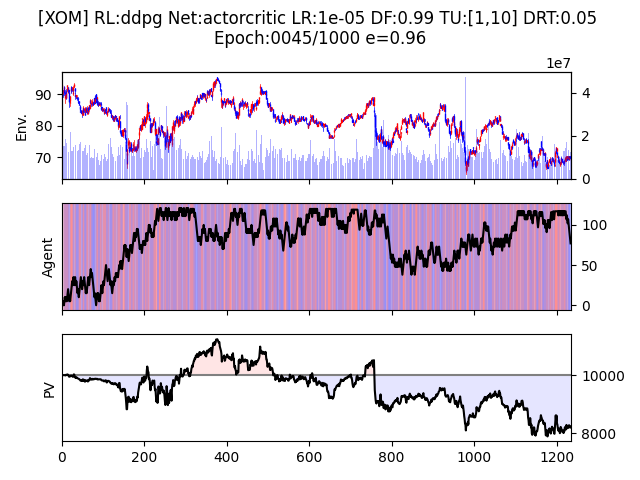 [XOM] RL:ddpg Net:actorcritic LR:1e-05 DF:0.99 TU:[1,10] DRT:0.05
Epoch:0045/1000 e=0.96
1e7
90
80
70
Env.
4
2
0
Agent
100
50
0
PV
10000
8000
0 200 400 600 800 1000 1200